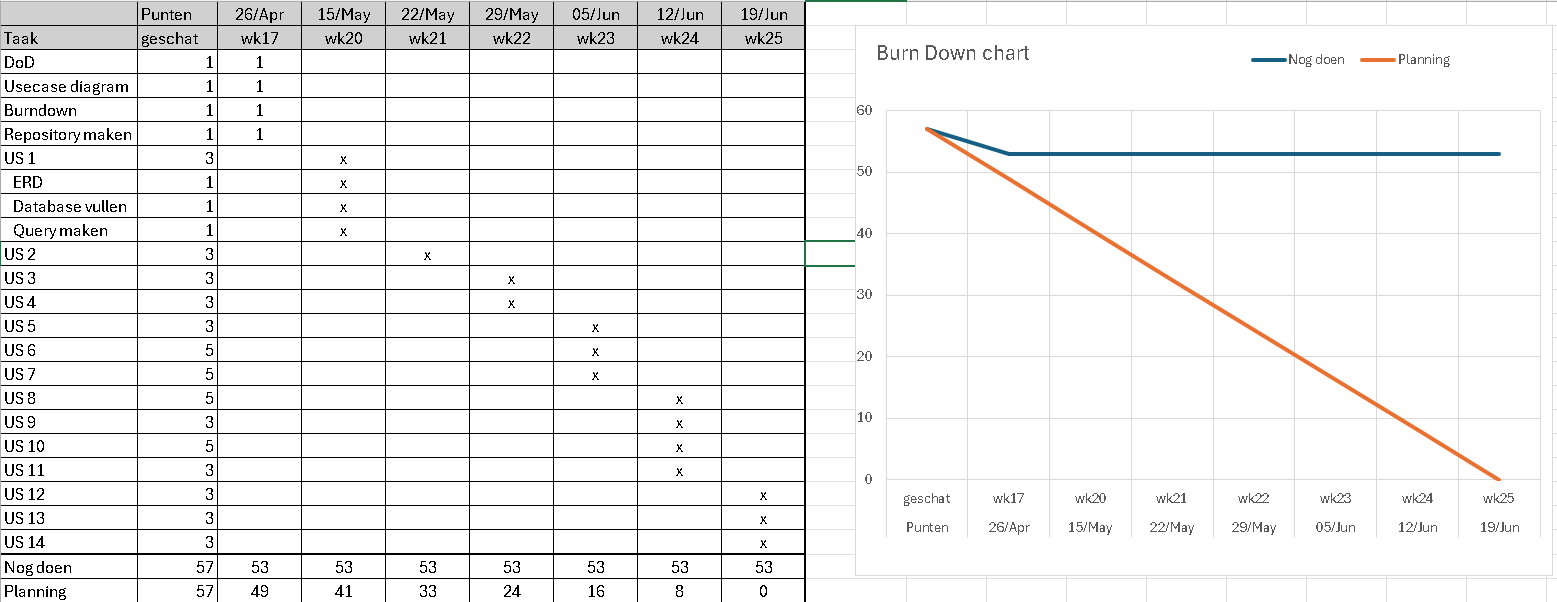 Punten 26/Apr 15/May 22/May 29/May 05/Jun 12/Jun 19/Jun
Taak geschat wk17 wk20 wk21 wk22 wk23 wk24 wk25
DoD 1 1
Usecase diagram 1 1
Burndown 1 1
Repository maken 1 1
US 1 3 x
ERD 1 x
Database vullen 1 x
Query maken 1 x
US 2 3 x
US 3 3 x
US 4 3 x
US 5 3 x
US 6 5 x
US 7 5 x
US 8 5 x
US 9 3 x
US 10 5 x
US 11 3 x
US 12 3 x
US 13 3 x
US 14 3 x
Nog doen 57 53 53 53 53 53 53 53
Planning 57 49 41 33 24 16 8 0
Burn Down chart
Nog doen Planning
60
50
40
30
20
10
0
geschat wk17 wk20 wk21 wk22 wk23 wk24 wk25
Punten 26/Apr 15/May 22/May 29/May 05/Jun 12/Jun 19/Jun